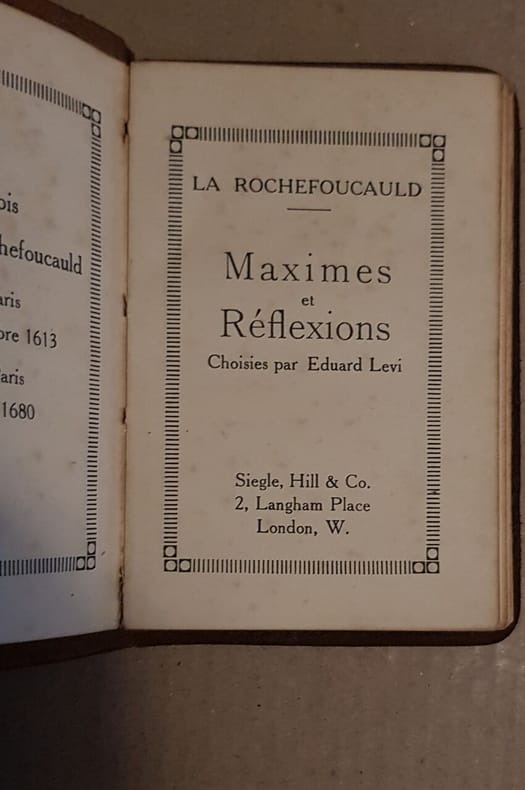 ois
hefoucauld
aris
bre 1613
aris
1680
LA ROCHEFOUCAULD
Maximes
et
Réflexions
Choisies par Eduard Levi
Siegle, Hill & Co.
2, Langham Place
London, W.